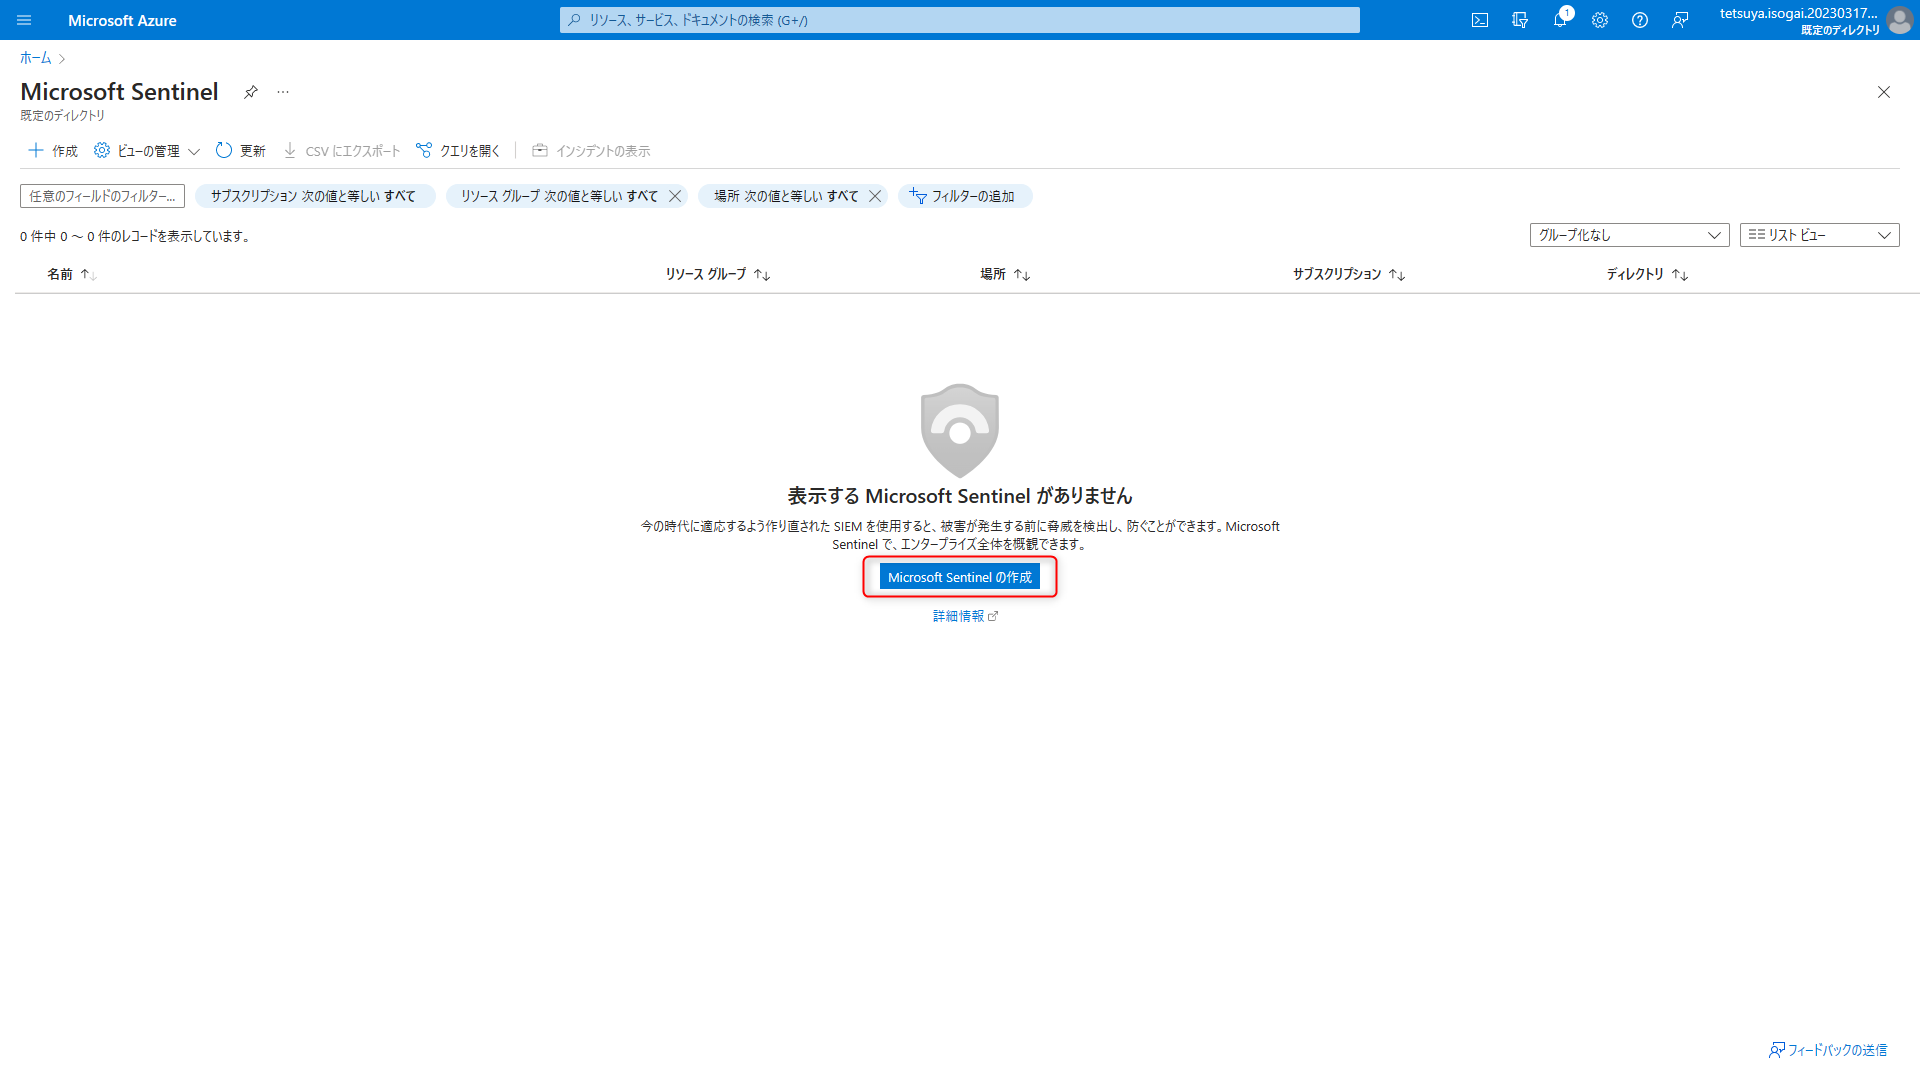 Microsoft Azure
リソース、サービス、ドキュメントの検索 (G+/)
1
tetsuya.isogai.20230317...
既定のディレクトリ
ホーム
Microsoft Sentinel
既定のディレクトリ
作成 ビューの管理 更新 CSV にエクスポート クエリを開く インシデントの表示
任意のフィールドのフィルター... サブスクリプション 次の値と等しい すべて リソース グループ 次の値と等しい すべて 場所 次の値と等しい すべて フィルターの追加
0 件中 0 ～ 0 件のレコードを表示しています。
グループ化なし リスト ビュー
名前 リソース グループ 場所 サブスクリプション ディレクトリ
表示する Microsoft Sentinel がありません
今の時代に適応するよう作り直された SIEM を使用すると、被害が発生する前に脅威を検出し、防ぐことができます。Microsoft
Sentinel で、エンタープライズ全体を概観できます。
Microsoft Sentinel の作成
詳細情報
フィードバックの送信